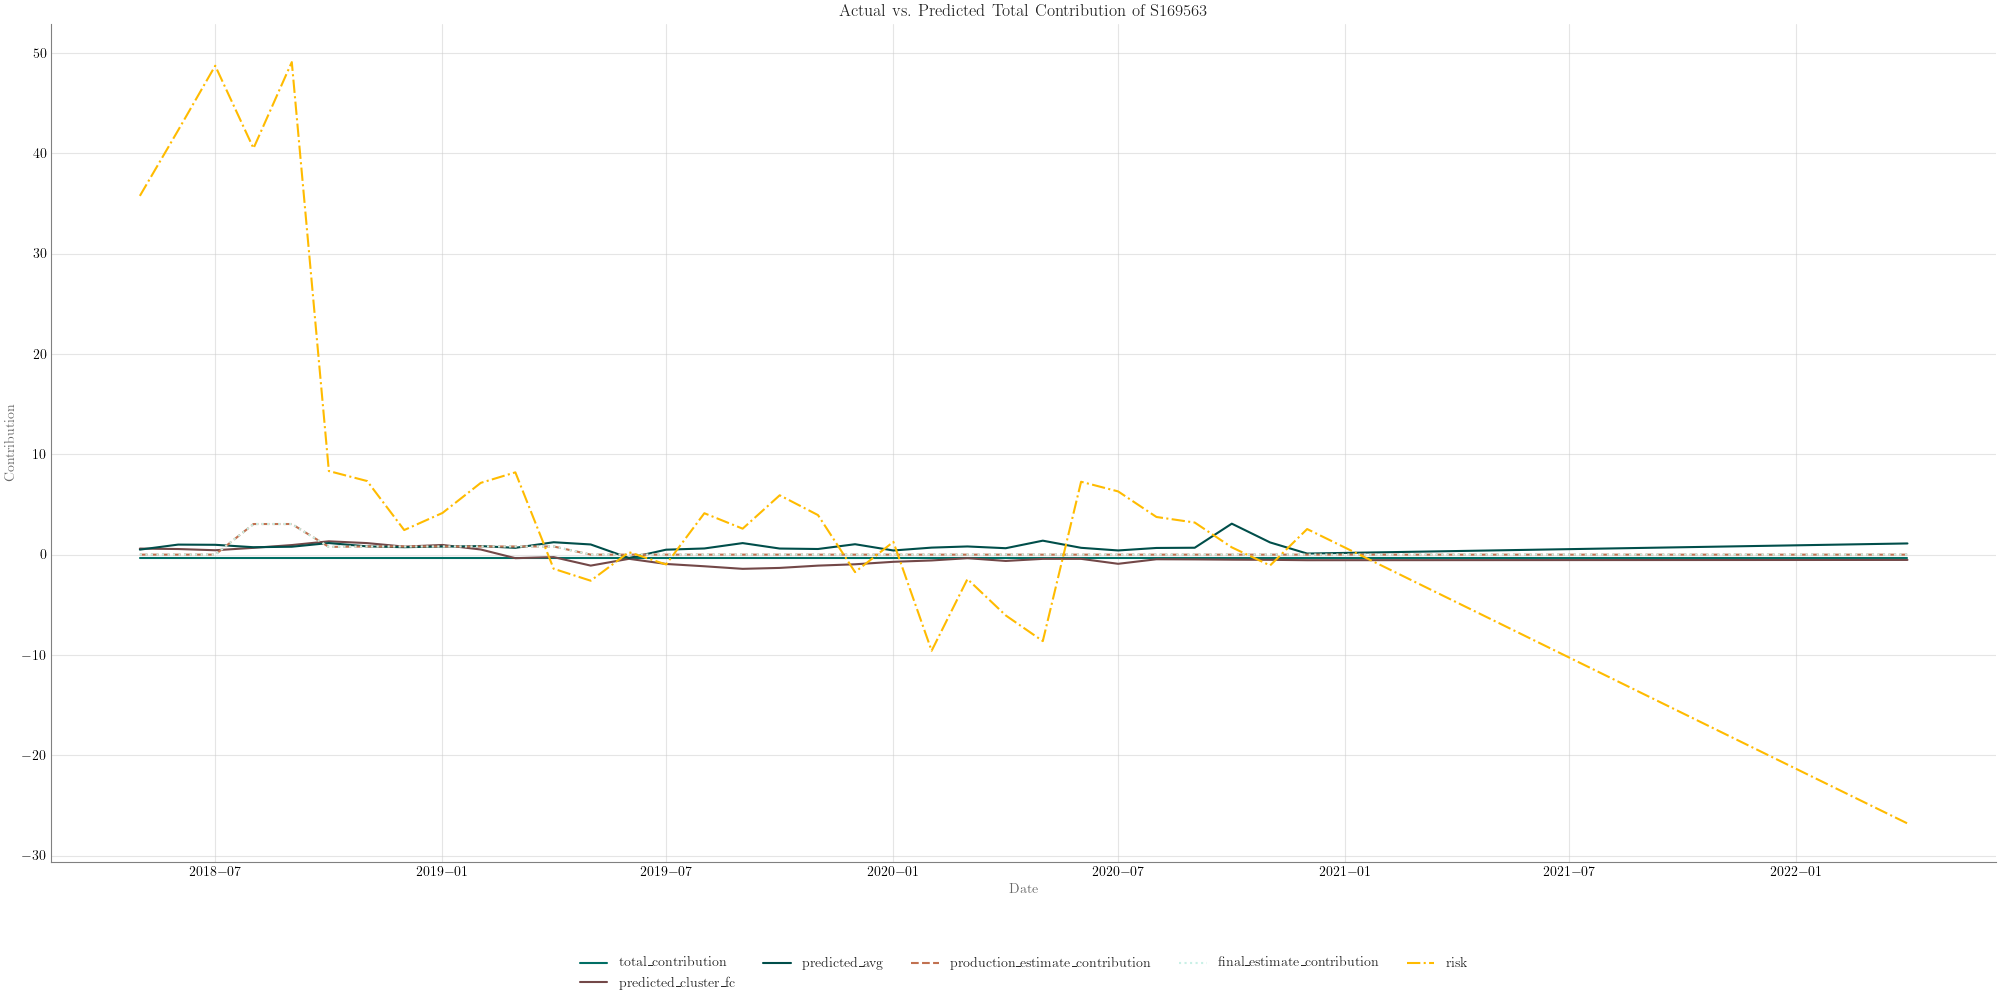 Actual vs. Predicted Total Contribution of S169563
50
40
30
20
10
0
−10
−20
−30
Contribution
2018−07
2019−01
2019−07
2020−01
2020−07
2021−01
2021−07
2022−01
Date
total_contribution
predicted_avg
production_estimate_contribution
final_estimate_contribution
risk
predicted_cluster_fc